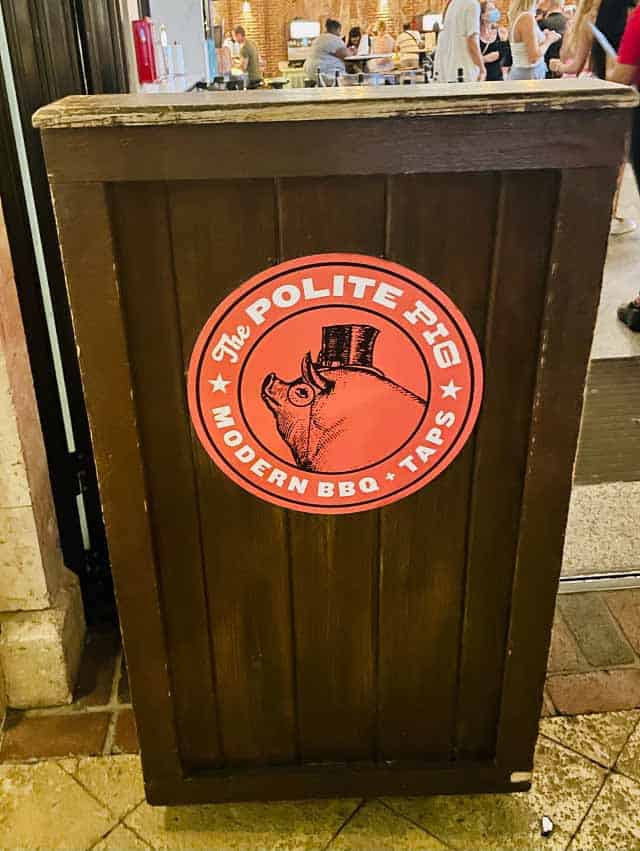 The POLITE PIG
MODERN BBQ + TAPS